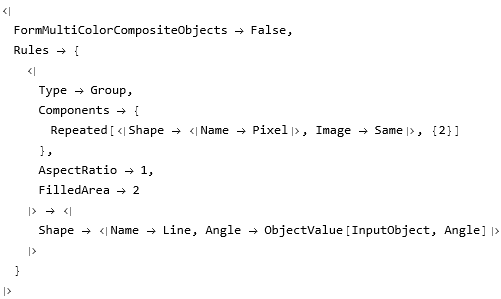 <|
FormMultiColorCompositeObjects → False,
Rules → {
<|
Type → Group,
Components → {
Repeated[<|Shape → <|Name → Pixel|>, Image → Same|>, {2}]
},
AspectRatio → 1,
FilledArea → 2
|> → <|
Shape → <|Name → Line, Angle → ObjectValue[InputObject, Angle]|>
|>
}
|>